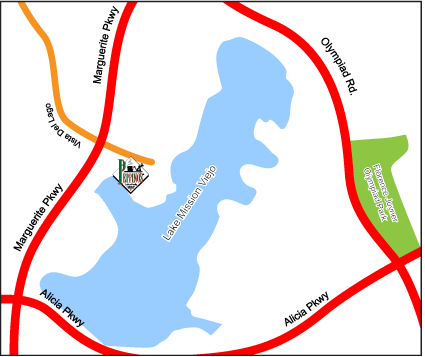 Marguerite Pkwy
Olympiad Rd.
Vista Del Lago
Florence Joyner
Olympiad Park
Lake Mission Viejo
Marguerite Pkwy
Alicia Pkwy
Alicia Pkwy